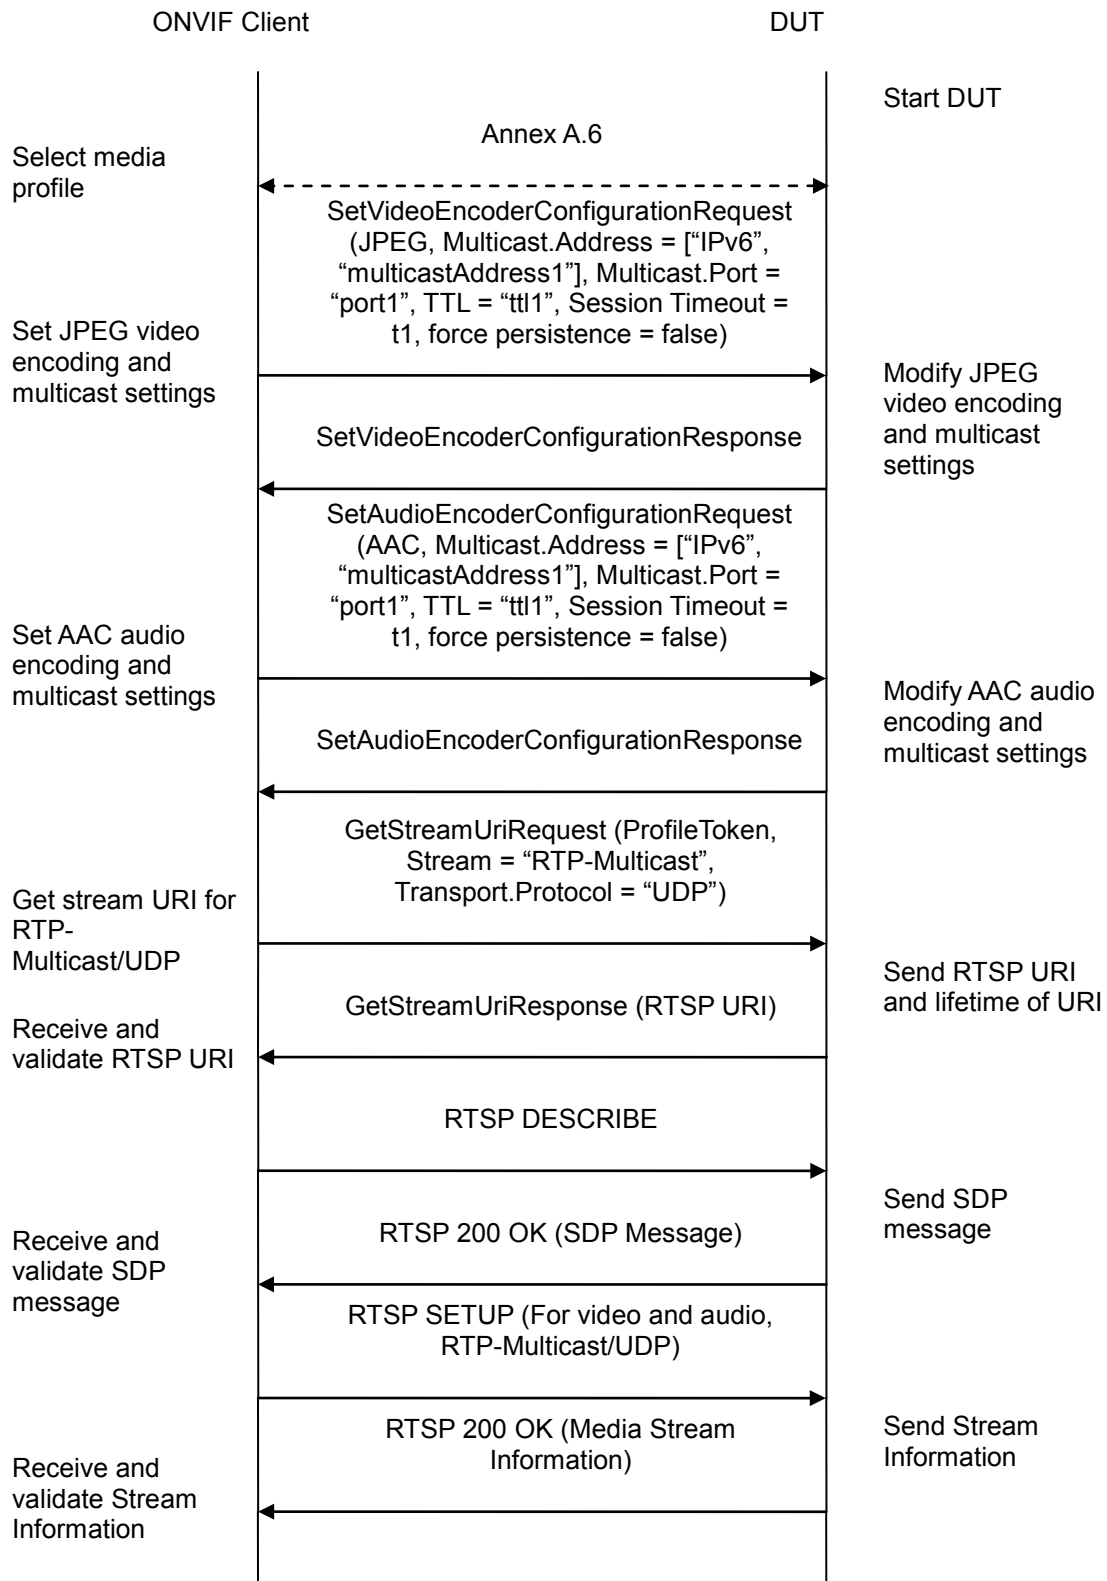 ONVIF Client
DUT
Start DUT
Annex A.6
Select media
profile
SetVideoEncoderConfigurationRequest
(JPEG, Multicast.Address = [“IPv6”,
“multicastAddress1”], Multicast.Port =
“port1”, TTL = “ttl1”, Session Timeout =
t1, force persistence = false)
Set JPEG video
encoding and
multicast settings
Modify JPEG
video encoding
and multicast
settings
SetVideoEncoderConfigurationResponse
SetAudioEncoderConfigurationRequest
(AAC, Multicast.Address = [“IPv6”,
“multicastAddress1”], Multicast.Port =
“port1”, TTL = “ttl1”, Session Timeout =
t1, force persistence = false)
Set AAC audio
encoding and
multicast settings
Modify AAC audio
encoding and
multicast settings
SetAudioEncoderConfigurationResponse
GetStreamUriRequest (ProfileToken,
Stream = “RTP-Multicast”,
Transport.Protocol = “UDP”)
Get stream URI for
RTP-
Multicast/UDP
Send RTSP URI
and lifetime of URI
GetStreamUriResponse (RTSP URI)
Receive and
validate RTSP URI
RTSP DESCRIBE
Send SDP
message
RTSP 200 OK (SDP Message)
Receive and
validate SDP
message
RTSP SETUP (For video and audio,
RTP-Multicast/UDP)
Send Stream
Information
RTSP 200 OK (Media Stream
Information)
Receive and
validate Stream
Information